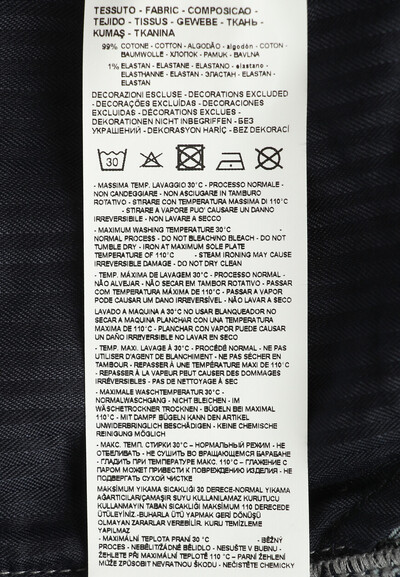 TESSUTO - FABRIC - COMPOSICAO -
TEJIDO - TISSUS - GEWEBE - ТКАНЬ -
KUMAŞ - TKANINA
99% COTONE - COTTON - ALGODÃO - algodón - COTON -
BAUMWOLLE - ХЛОПОК - PAMUK - BAVLNA
1% ELASTAN - ELASTANE - ELASTANO - elastano -
ELASTHANNE - ELASTAN - ЭЛАСТАН - ELASTAN -
ELASTAN
DECORAZIONI ESCLUSE - DECORATIONS EXCLUDED
- DECORAÇÕES EXCLUÍDAS - DECORACIONES
EXCLUIDAS - DÉCORATIONS EXCLUES -
DEKORATIONEN NICHT INBEGRIFFEN - БЕЗ
УКРАШЕНИЙ - DEKORASYON HARİÇ - BEZ DEKORACÍ
30
- MASSIMA TEMP. LAVAGGIO 30°C - PROCESSO NORMALE -
NON CANDEGGIARE - NON ASCIUGARE IN TAMBURO
ROTATIVO - STIRARE CON TEMPERATURA MASSIMA DI 110°C
- STIRARE A VAPORE PUO' CAUSARE UN DANNO
IRREVERSIBILE - NON LAVARE A SECCO
- MAXIMUM WASHING TEMPERATURE 30°C -
NORMAL PROCESS - DO NOT BLEACHING BLEACH - DO NOT
TUMBLE DRY - IRON AT MAXIMUM SOLE PLATE
TEMPERATURE OF 110°C - STEAM IRONING MAY CAUSE
IRREVERSIBLE DAMAGE - DO NOT DRY CLEAN
- TEMP. MÁXIMA DE LAVAGEM 30°C - PROCESSO NORMAL -
NÃO ALVEJAR - NÃO SECAR EM TAMBOR ROTATIVO - PASSAR
COM TEMPERATURA MÁXIMA DE 110°C - PASSAR A VAPOR
PODE CAUSAR UM DANO IRREVERSÍVEL - NÃO LAVAR A SECO
LAVADO A MAQUINA A 30°C NO USAR BLANQUEADOR NO
SECAR A MAQUINA PLANCHAR CON UNA TEMPERATURA
MAXIMA DE 110°C - PLANCHAR CON VAPOR PUEDE CAUSAR
UN DAÑO IRREVERSIBLE NO LAVAR EN SECO
- TEMP. MAXI. LAVAGE À 30°C - PROCÉDÉ NORMAL - NE PAS
UTILISER D'AGENT DE BLANCHIMENT - NE PAS SÉCHER EN
TAMBOUR - REPASSER À UNE TEMPÉRATURE MAXI DE 110°C
- REPASSER À LA VAPEUR PEUT CAUSER DES DOMMAGES
IRRÉVERSIBLES - PAS DE NETTOYAGE À SEC
- MAXIMALE WASCHTEMPERATUR 30°C -
NORMALWASCHGANG - NICHT BLEICHEN - IM
WÄSCHETROCKNER TROCKNEN - BÜGELN BEI MAXIMAL
110°C - MIT DAMPF BÜGELN KANN DEN ARTIKEL
UNWIDERBRINGLICH BESCHÄDIGEN - KEINE CHEMISCHE
REINIGUNG MÖGLICH
- МАКС. ТЕМП. СТИРКИ 30°C – НОРМАЛЬНЫЙ РЕЖИМ - НЕ
ОТБЕЛИВАТЬ - НЕ СУШИТЬ ВО ВРАЩАЮЩЕМСЯ БАРАБАНЕ
- ГЛАДИТЬ ПРИ ТЕМПЕРАТУРЕ МАКС. 110°C – ГЛАЖЕНИЕ С
ПАРОМ МОЖЕТ ПРИВЕСТИ К ПОВРЕЖДЕНИЮ ИЗДЕЛИЯ - НЕ
ПОДВЕРГАТЬ СУХОЙ ЧИСТКЕ
MAKSİMUM YIKAMA SICAKLIĞI 30 DERECE-NORMAL YIKAMA
AĞARTICILARÇAMAŞIR SUYU KULLANILAMAZ KURUTUCU
KULLANMAYIN TABAN SICAKLIĞI MAKSIMUM 110 DERECEDE
ÜTÜLEYİNİZ.-BUHARLA ÜTÜ YAPMAK GERİ DÖNÜŞÜ
OLMAYAN ZARARLAR VEREBİLİR. KURU TEMİZLEME
YAPILMAZ
- MAXIMÁLNÍ TEPLOTA PRANÍ 30°C - BĚŽNÝ
PROCES - NEBĚLITŽÁDNÉ BĚLIDLO - NESUŠTE V BUBNU -
ŽEHLIT PŘI MAXIMÁLNÍ TEPLOTĚ 110 °C – PARNÍ ŽEHLENÍ
MŮŽE ZPŮSOBIT NEVRATNOU ŠKODU - NEČISTĚTE CHEMICKY